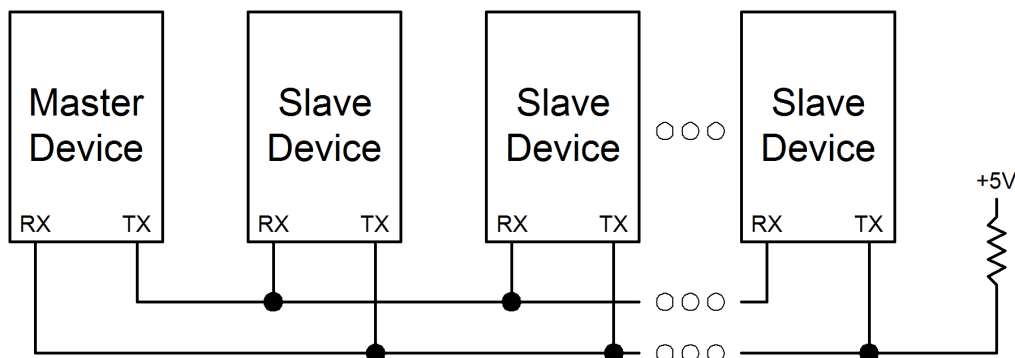 Master
Device
Slave
Device
Slave
Device
Slave
Device
RX TX
RX TX
RX TX
RX TX
+5V